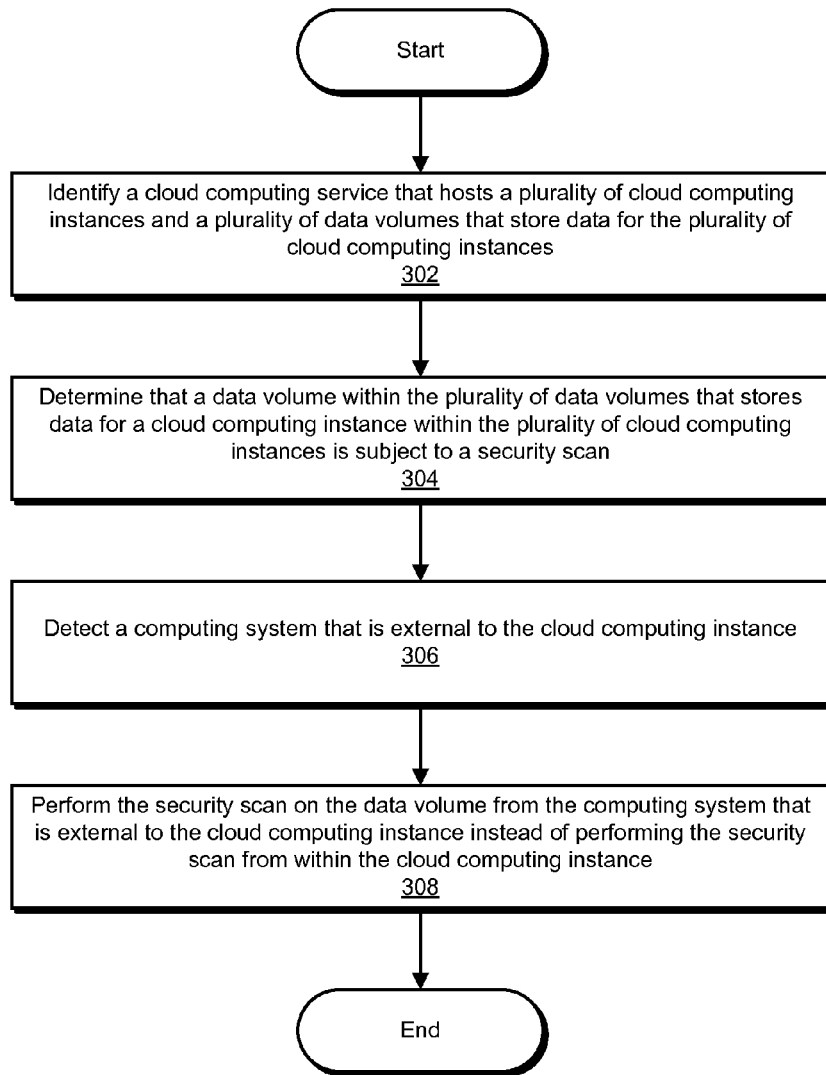 Start
Identify a cloud computing service that hosts a plurality of cloud computing
instances and a plurality of data volumes that store data for the plurality of
cloud computing instances
302
Determine that a data volume within the plurality of data volumes that stores
data for a cloud computing instance within the plurality of cloud computing
instances is subject to a security scan
304
Detect a computing system that is external to the cloud computing instance
306
Perform the security scan on the data volume from the computing system that
is external to the cloud computing instance instead of performing the security
scan from within the cloud computing instance
308
End